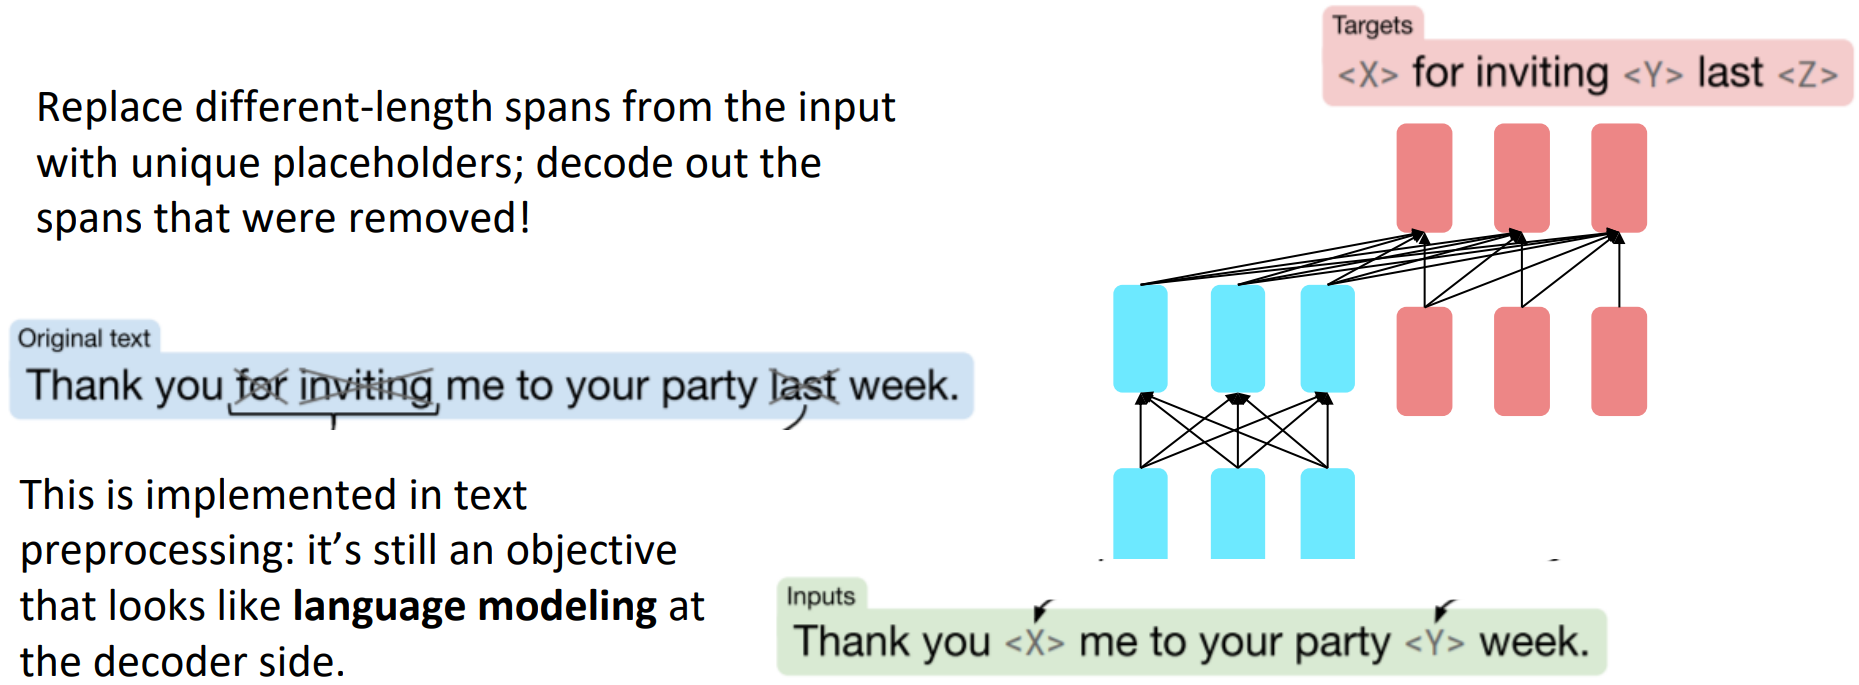 Targets
<X> for inviting <Y> last <Z>
Replace different-length spans from the input
with unique placeholders; decode out the
spans that were removed!
Original text
Thank you for inviting me to your party last week.
This is implemented in text
preprocessing: it’s still an objective
that looks like language modeling at
the decoder side.
Inputs
Thank you <X> me to your party <Y> week.